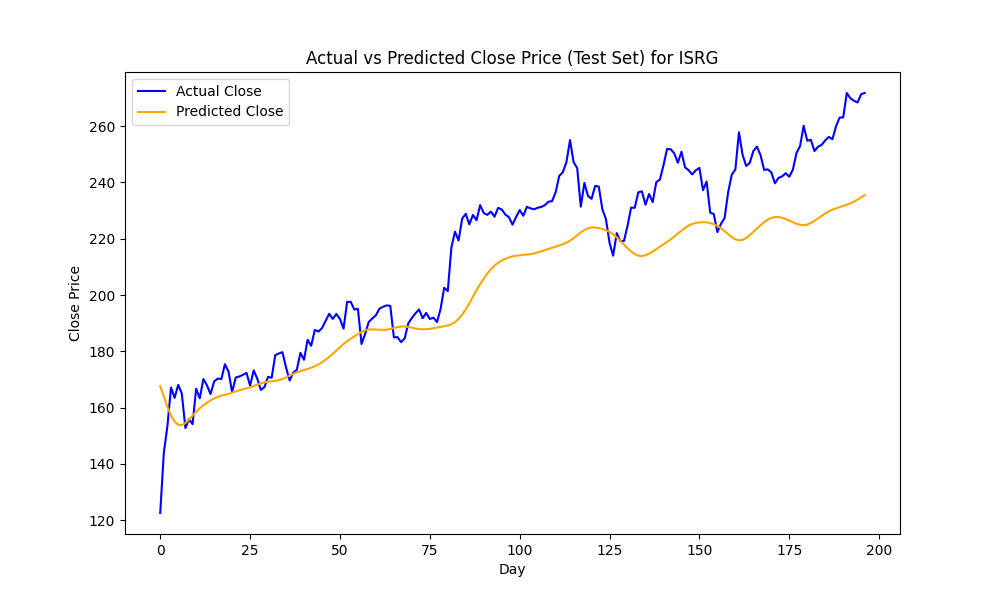 Actual vs Predicted Close Price (Test Set) for ISRG
Actual Close
Predicted Close
Close Price
260
240
220
200
180
160
140
120
0 25 50 75 100 125 150 175 200
Day